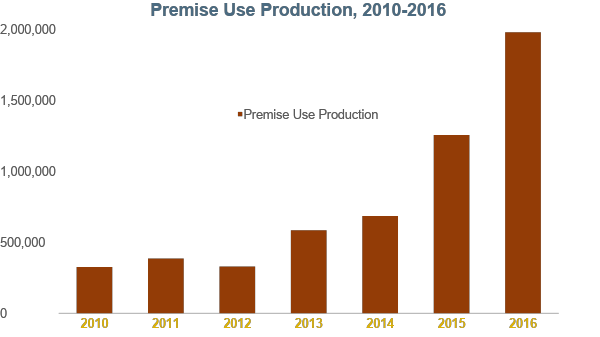 Premise Use Production, 2010-2016
2,000,000
1,500,000
Premise Use Production
1,000,000
500,000
0
2010 2011 2012 2013 2014 2015 2016